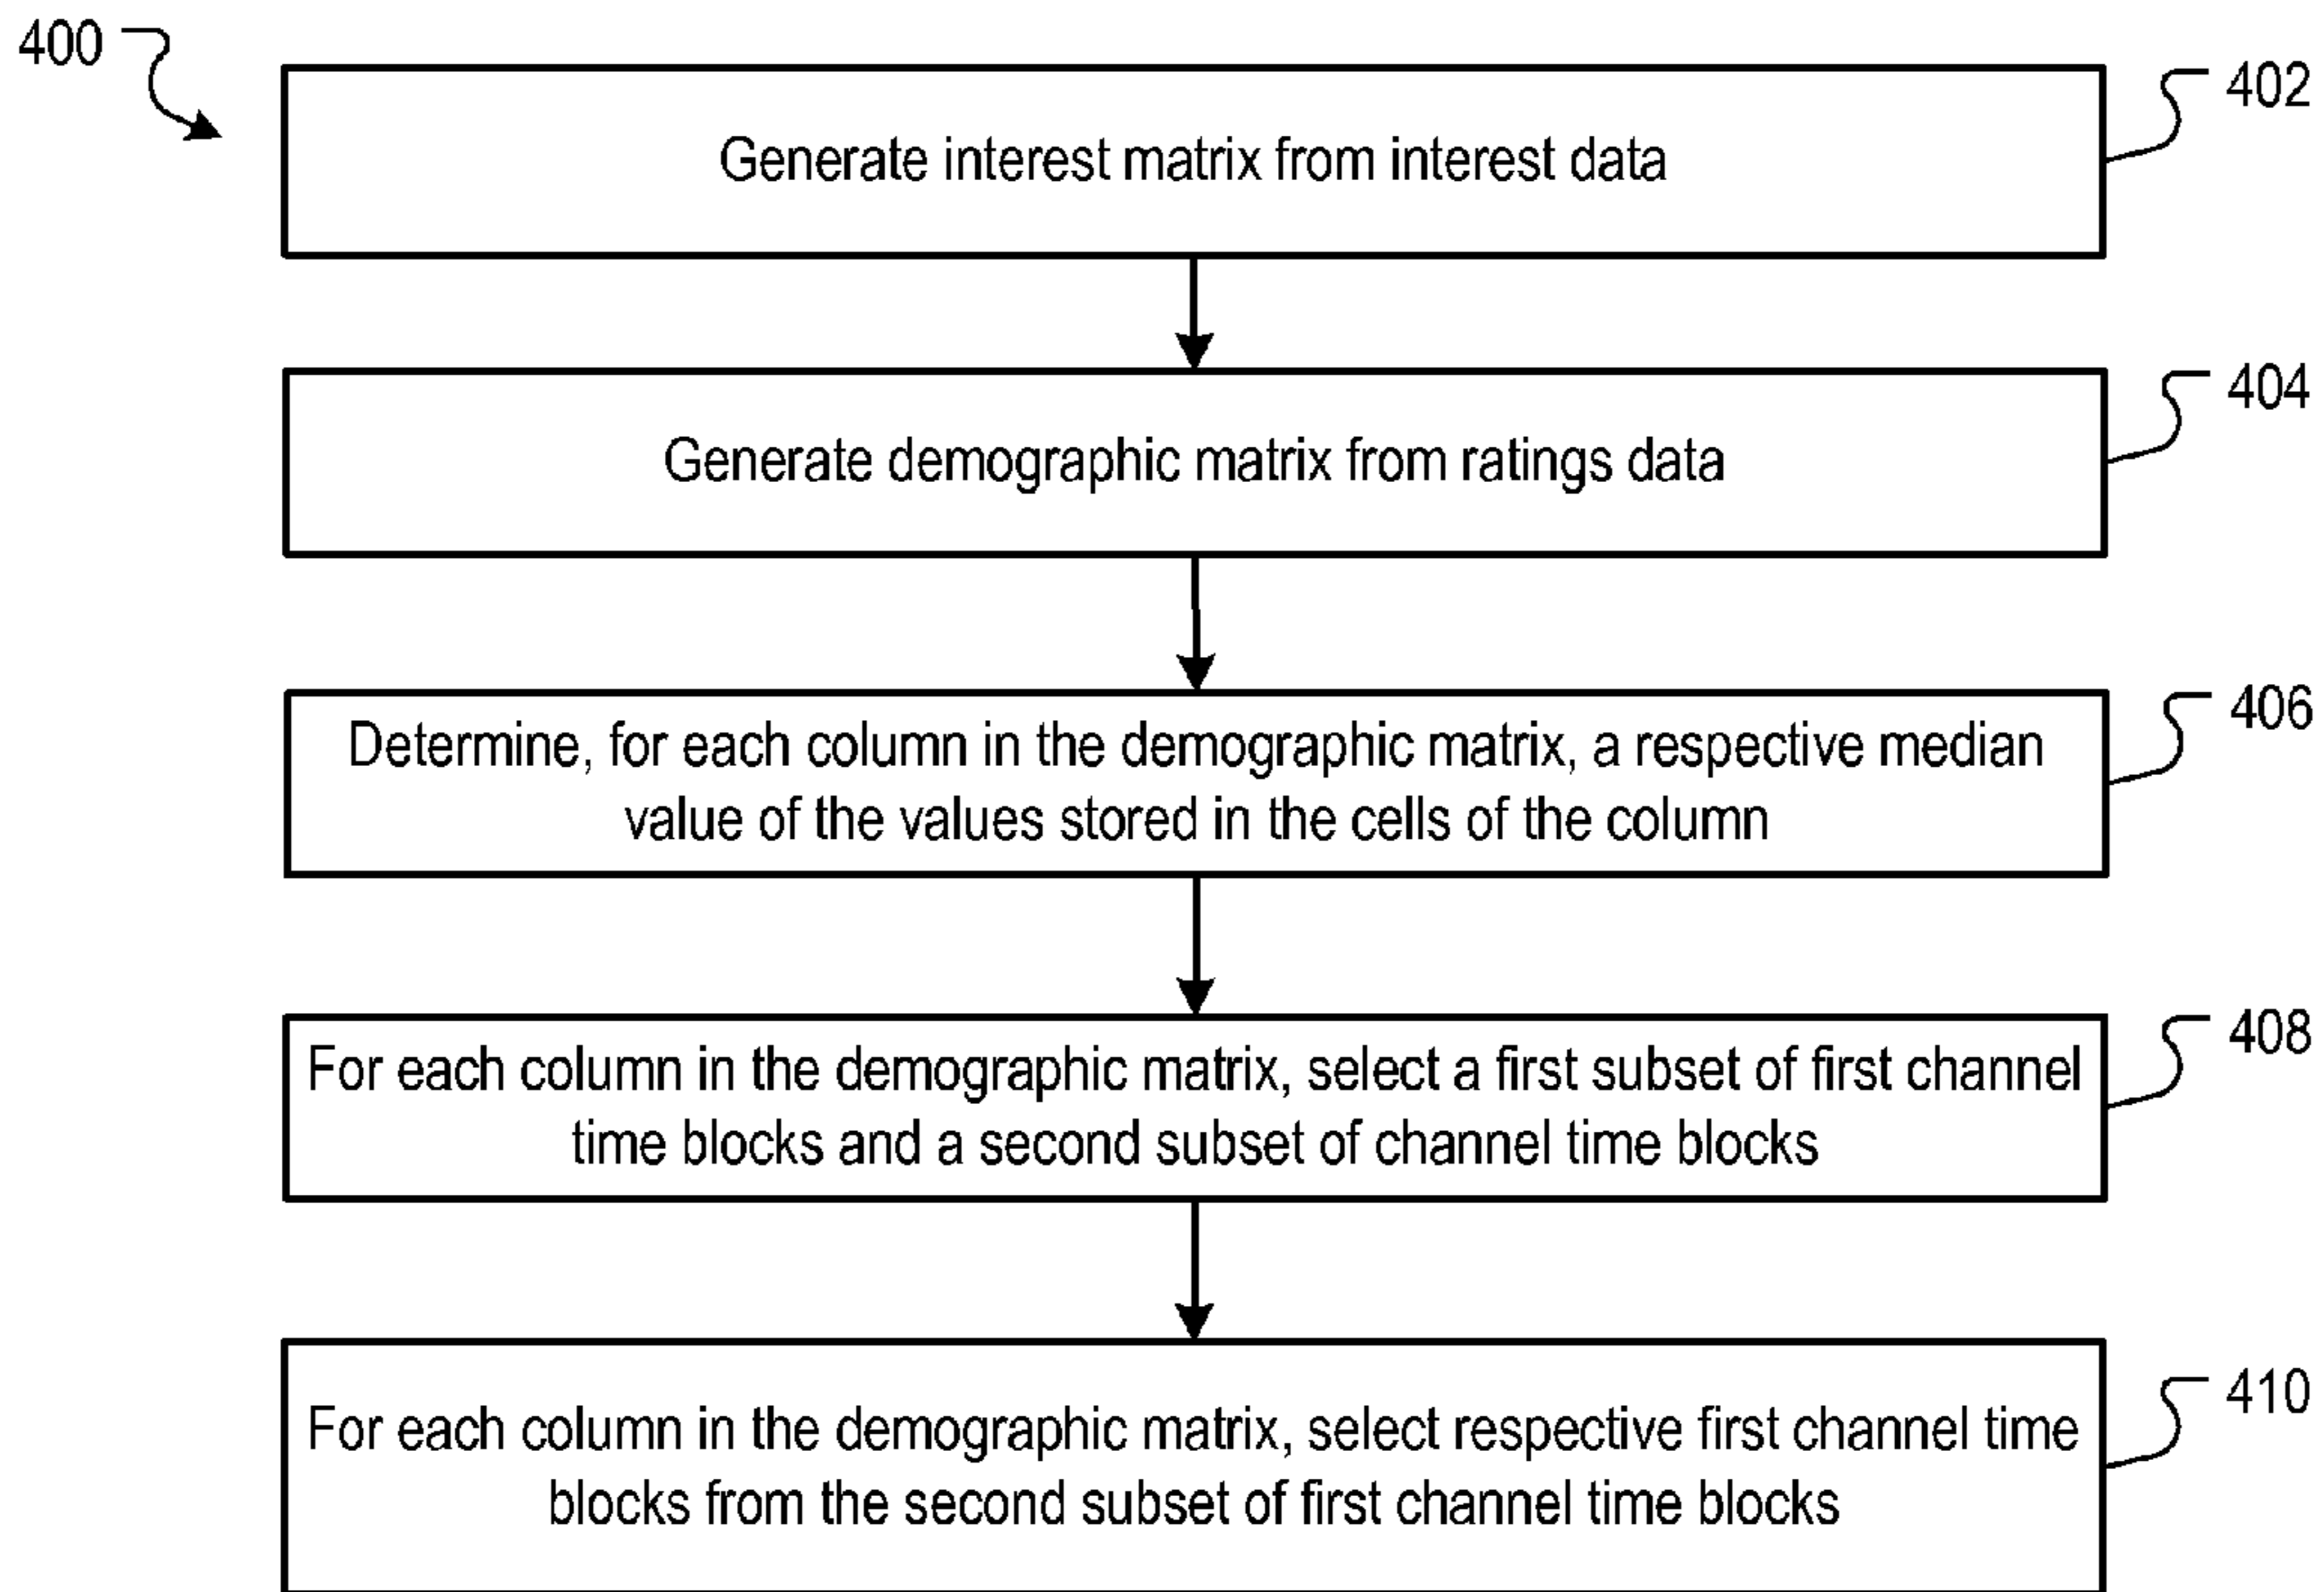 400
402
Generate interest matrix from interest data
404
Generate demographic matrix from ratings data
406
Determine, for each column in the demographic matrix, a respective median
value of the values stored in the cells of the column
408
For each column in the demographic matrix, select a first subset of first channel
time blocks and a second subset of channel time blocks
410
For each column in the demographic matrix, select respective first channel time
blocks from the second subset of first channel time blocks